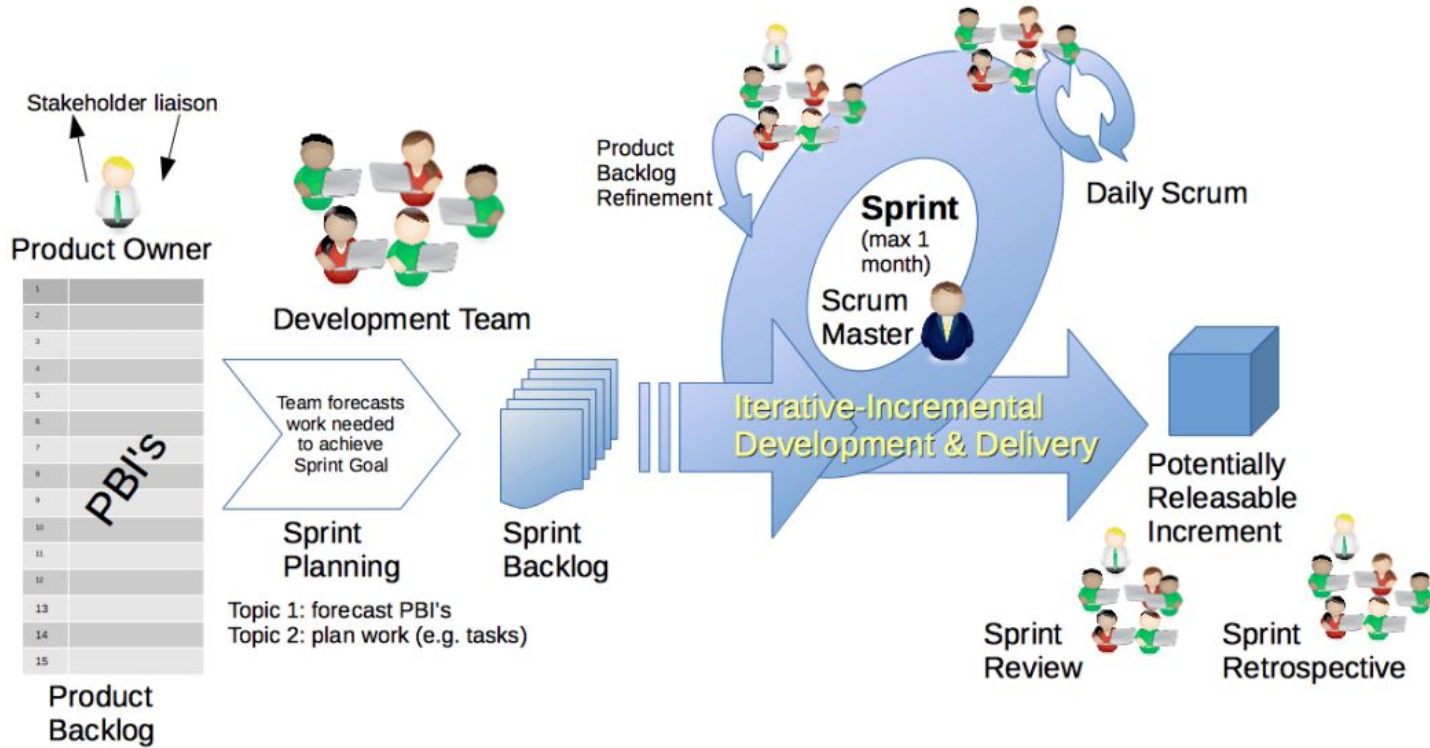 Stakeholder liaison
Product Owner
1
2
3
4
5
6
7
8
9
10
11
12
13
14
15
PBI's
Product
Backlog
Development Team
Team forecasts
work needed
to achieve
Sprint Goal
Sprint
Planning
Topic 1: forecast PBI's
Topic 2: plan work (e.g. tasks)
Sprint
Backlog
Product
Backlog
Refinement
Sprint
(max 1
month)
Scrum
Master
Daily Scrum
Iterative-Incremental
Development & Delivery
Potentially
Releasable
Increment
Sprint
Review
Sprint
Retrospective